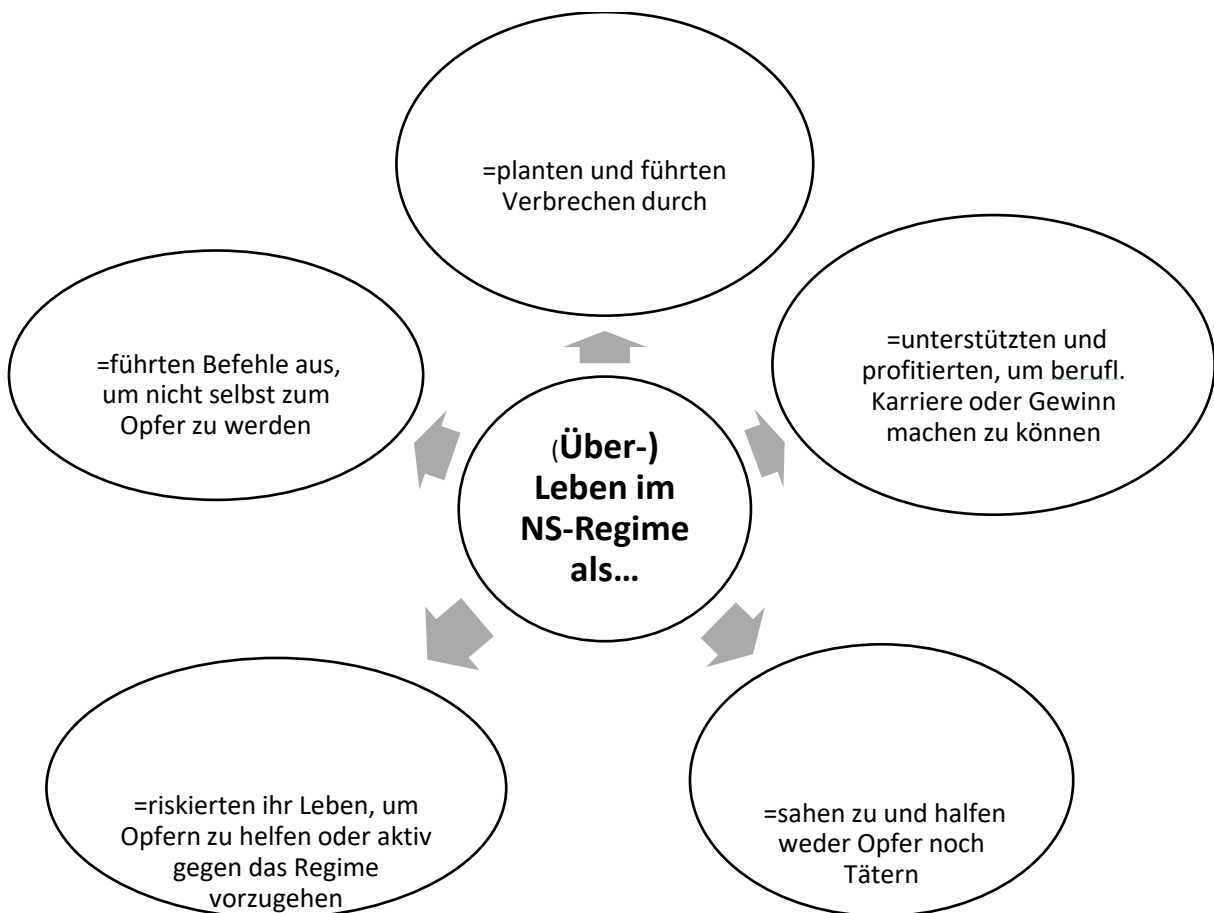 =planten und führten
Verbrechen durch
=unterstützten und
profitierten, um berufl.
Karriere oder Gewinn
machen zu können
=führten Befehle aus,
um nicht selbst zum
Opfer zu werden
(Über-)
Leben im
NS-Regime
als…
=riskierten ihr Leben, um
Opfern zu helfen oder aktiv
gegen das Regime
vorzugehen
=sahen zu und halfen
weder Opfer noch
Tätern